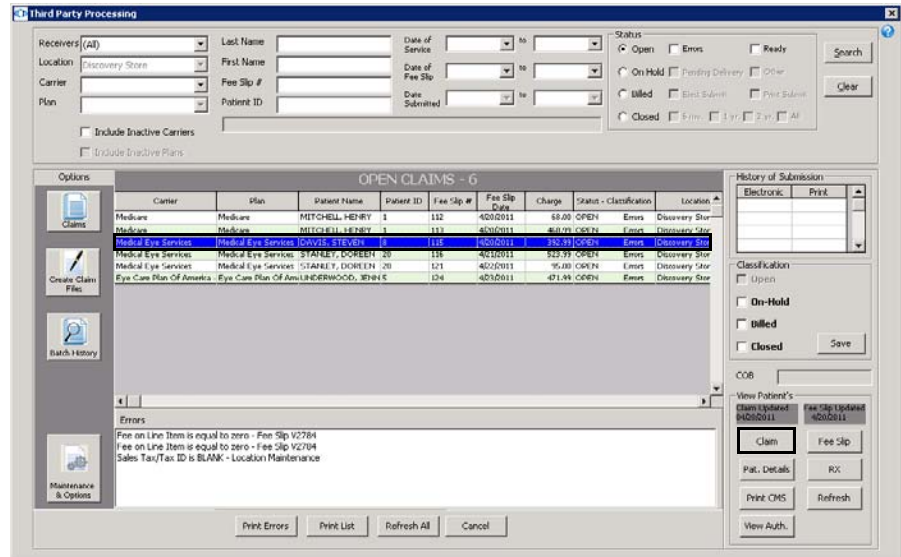 Third Party Processing
Receivers (All)
Location Discovery Store
Carrier
Plan
Include Inactive Carriers
Include Inactive Plans
Last Name
First Name
Fee Slip #
Patient ID
Date of Service to
Date of Fee Slip to
Date Submitted to
Status
Open Errors Ready
On Hold Pending Delivery Other
Billed Elect Submit Print Submit
Closed 6 mo. 1 yr. 2 yr. All
Search
Clear
Options
Claims
Create Claim Files
Batch History
Maintenance & Options
OPEN CLAIMS - 6
Carrier Plan Patient Name Patient ID Fee Slip # Fee Slip Date Charge Status - Classification Location
Medicare Medicare MITCHELL, HENRY 1 112 4/20/2011 68.00 OPEN Errors Discovery Stor
Medicare Medicare MITCHELL, HENRY 1 113 4/20/2011 460.99 OPEN Errors Discovery Stor
Medical Eye Services Medical Eye Services DAVIS, STEVEN 8 115 4/20/2011 392.99 OPEN Errors Discovery Stor
Medical Eye Services Medical Eye Services STANLEY, DOREEN 20 116 4/21/2011 523.99 OPEN Errors Discovery Stor
Medical Eye Services Medical Eye Services STANLEY, DOREEN 20 121 4/22/2011 95.00 OPEN Errors Discovery Stor
Eye Care Plan Of America - Eye Care Plan Of Am UNDERWOOD, JENN 5 124 471.99 OPEN Errors Discovery Stor
Errors
Fee on Line Item is equal to zero - Fee Slip V2784
Fee on Line Item is equal to zero - Fee Slip
Sales Tax/Tax ID is BLANK - Location Maintenance
Print Errors Print List Refresh All Cancel
History of Submission
Electronic Print
Classification
Open
On-Hold
Billed
Closed
Save
COB
View Patient's
Claim Updated 04/20/2011
Fee Slip Updated 4/20/2011
Claim Fee Slip
Pat. Details RX
Print CMS Refresh
View Auth.